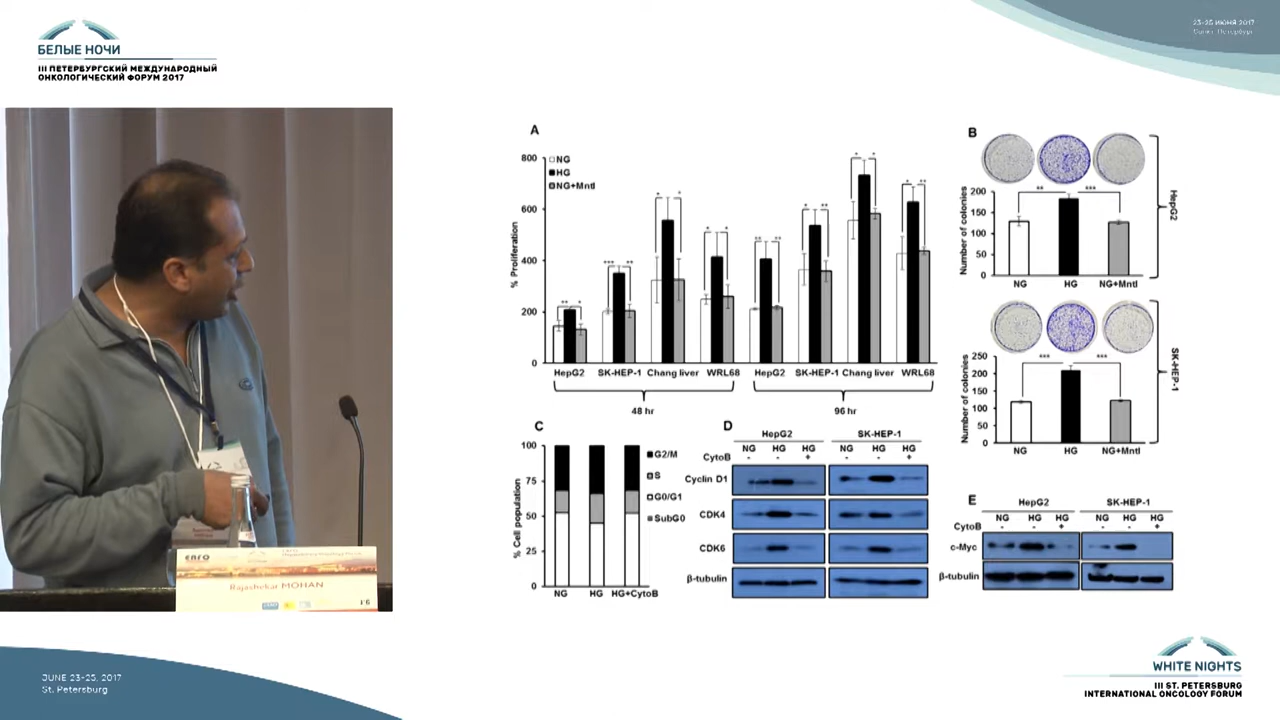 БЕЛЫЕ НОЧИ
III ПЕТЕРБУРГСКИЙ МЕЖДУНАРОДНЫЙ
ОНКОЛОГИЧЕСКИЙ ФОРУМ 2017
23-25 ИЮНЯ 2017
Санкт-Петербург
A
800
600
400
200
0
% Proliferation
NG
HG
NG+Mntl
HepG2 SK-HEP-1 Chang liver WRL68 HepG2 SK-HEP-1 Chang liver WRL68
48 hr 96 hr
B
HepG2
Number of colonies
200
150
100
50
0
NG HG NG+Mntl
SK-HEP-1
Number of colonies
250
200
150
100
50
0
NG HG NG+Mntl
C
% Cell population
100
75
50
25
0
G2/M
S
G0/G1
SubG0
NG HG HG+CytoB
D
HepG2 SK-HEP-1
NG HG HG NG HG HG
CytoB - - + - - +
Cyclin D1
CDK4
CDK6
β-tubulin
E
HepG2 SK-HEP-1
NG HG HG NG HG HG
CytoB - - + - - +
c-Myc
β-tubulin
Rajashekar MOHAN
JUNE 23-25, 2017
St. Petersburg
WHITE NIGHTS
III ST. PETERSBURG
INTERNATIONAL ONCOLOGY FORUM